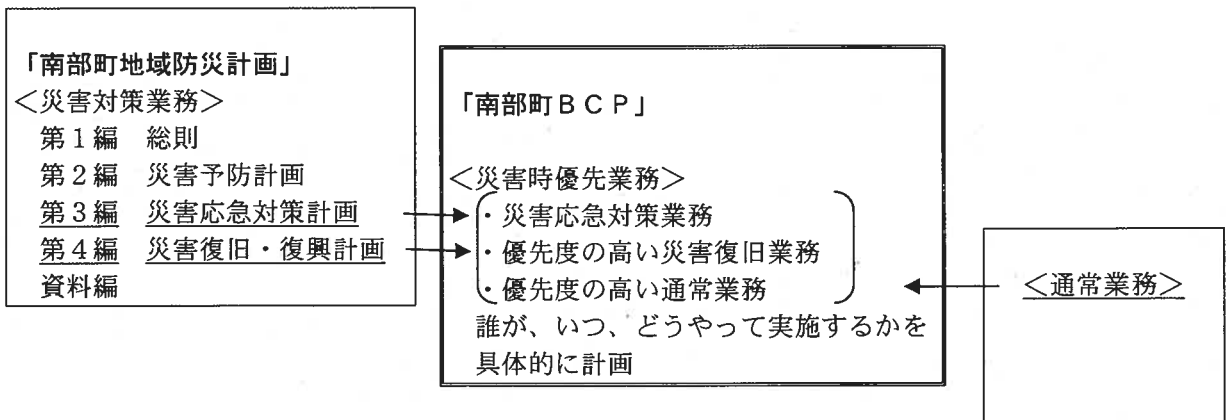 「南部町地域防災計画」
＜災害対策業務＞
第１編　総則
第２編　災害予防計画
第３編　災害応急対策計画
第４編　災害復旧・復興計画
資料編
「南部町ＢＣＰ」
＜災害時優先業務＞
・災害応急対策業務
・優先度の高い災害復旧業務
・優先度の高い通常業務
誰が、いつ、どうやって実施するかを
具体的に計画
＜通常業務＞